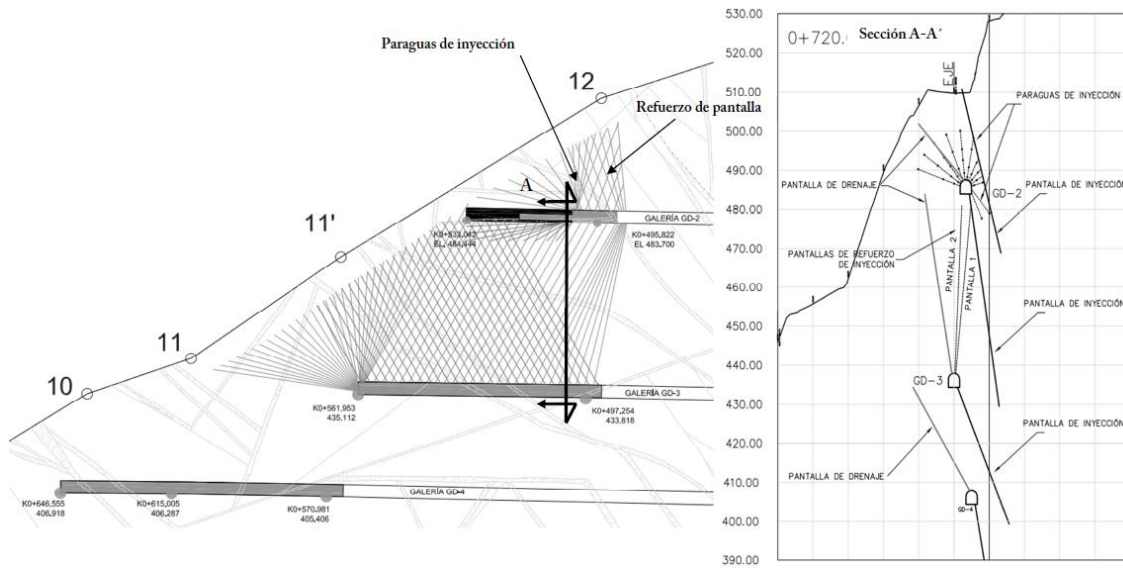 Paraguas de inyección
12
Refuerzo de pantalla
A
11'
GALERÍA GD-2
K0+495,822
EL 483,700
11
10
GALERÍA GD-3
K0+561,953
435,112
K0+497,254
433,818
GALERÍA GD-4
K0+646,555
406,918
K0+615,005
406,287
K0+570,981
405,406
530.00
520.00
510.00
500.00
490.00
480.00
470.00
460.00
450.00
440.00
430.00
420.00
410.00
400.00
390.00
0+720.
Sección A-A´
EJE
PARAGUAS DE INYECCIÓN
PANTALLA DE DRENAJE
GD-2
PANTALLA DE INYECCIÓN
PANTALLAS DE REFUERZO
DE INYECCIÓN
PANTALLA 2
PANTALLA 1
PANTALLA DE INYECCIÓN
GD-3
PANTALLA DE INYECCIÓN
PANTALLA DE DRENAJE
GD-4